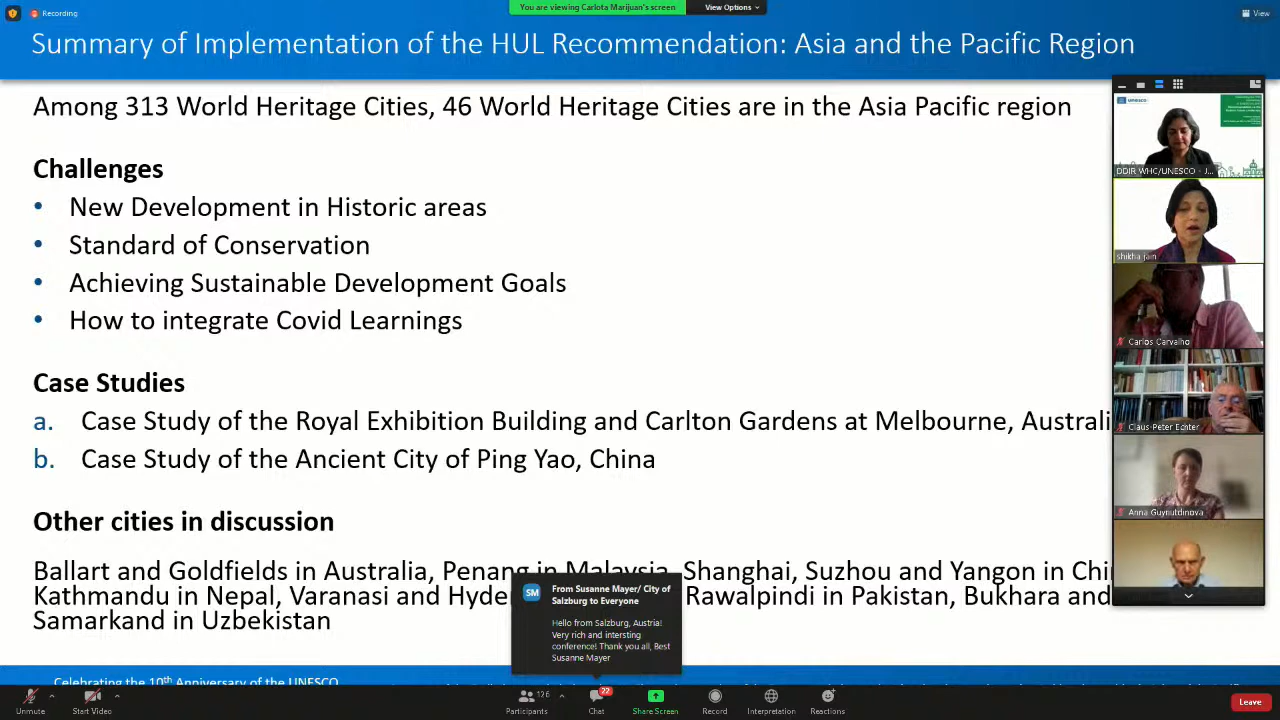 Recording
You are viewing Carlota Marijuan's screen
View Options
View
Summary of Implementation of the HUL Recommendation: Asia and the Pacific Region
Among 313 World Heritage Cities, 46 World Heritage Cities are in the Asia Pacific region
Challenges
• New Development in Historic areas
• Standard of Conservation
• Achieving Sustainable Development Goals
• How to integrate Covid Learnings
Case Studies
a. Case Study of the Royal Exhibition Building and Carlton Gardens at Melbourne, Australi
b. Case Study of the Ancient City of Ping Yao, China
Other cities in discussion
Ballart and Goldfields in Australia, Penang in Malaysia, Shanghai, Suzhou and Yangon in Chi
Kathmandu in Nepal, Varanasi and Hyde Rawalpindi in Pakistan, Bukhara and
Samarkand in Uzbekistan
Celebrating the 10th Anniversary of the UNESCO
unesco
DDIR WHC/UNESCO - J...
shikha jain
Carlos Carvalho
Claus-Peter Echter
Anna Guynutdinova
SM
From Susanne Mayer/ City of
Salzburg to Everyone
Hello from Salzburg, Austria!
Very rich and intersting
conference! Thank you all, Best
Susanne Mayer
Unmute
Start Video
126
Participants
22
Chat
Share Screen
Record
Interpretation
Reactions
Leave